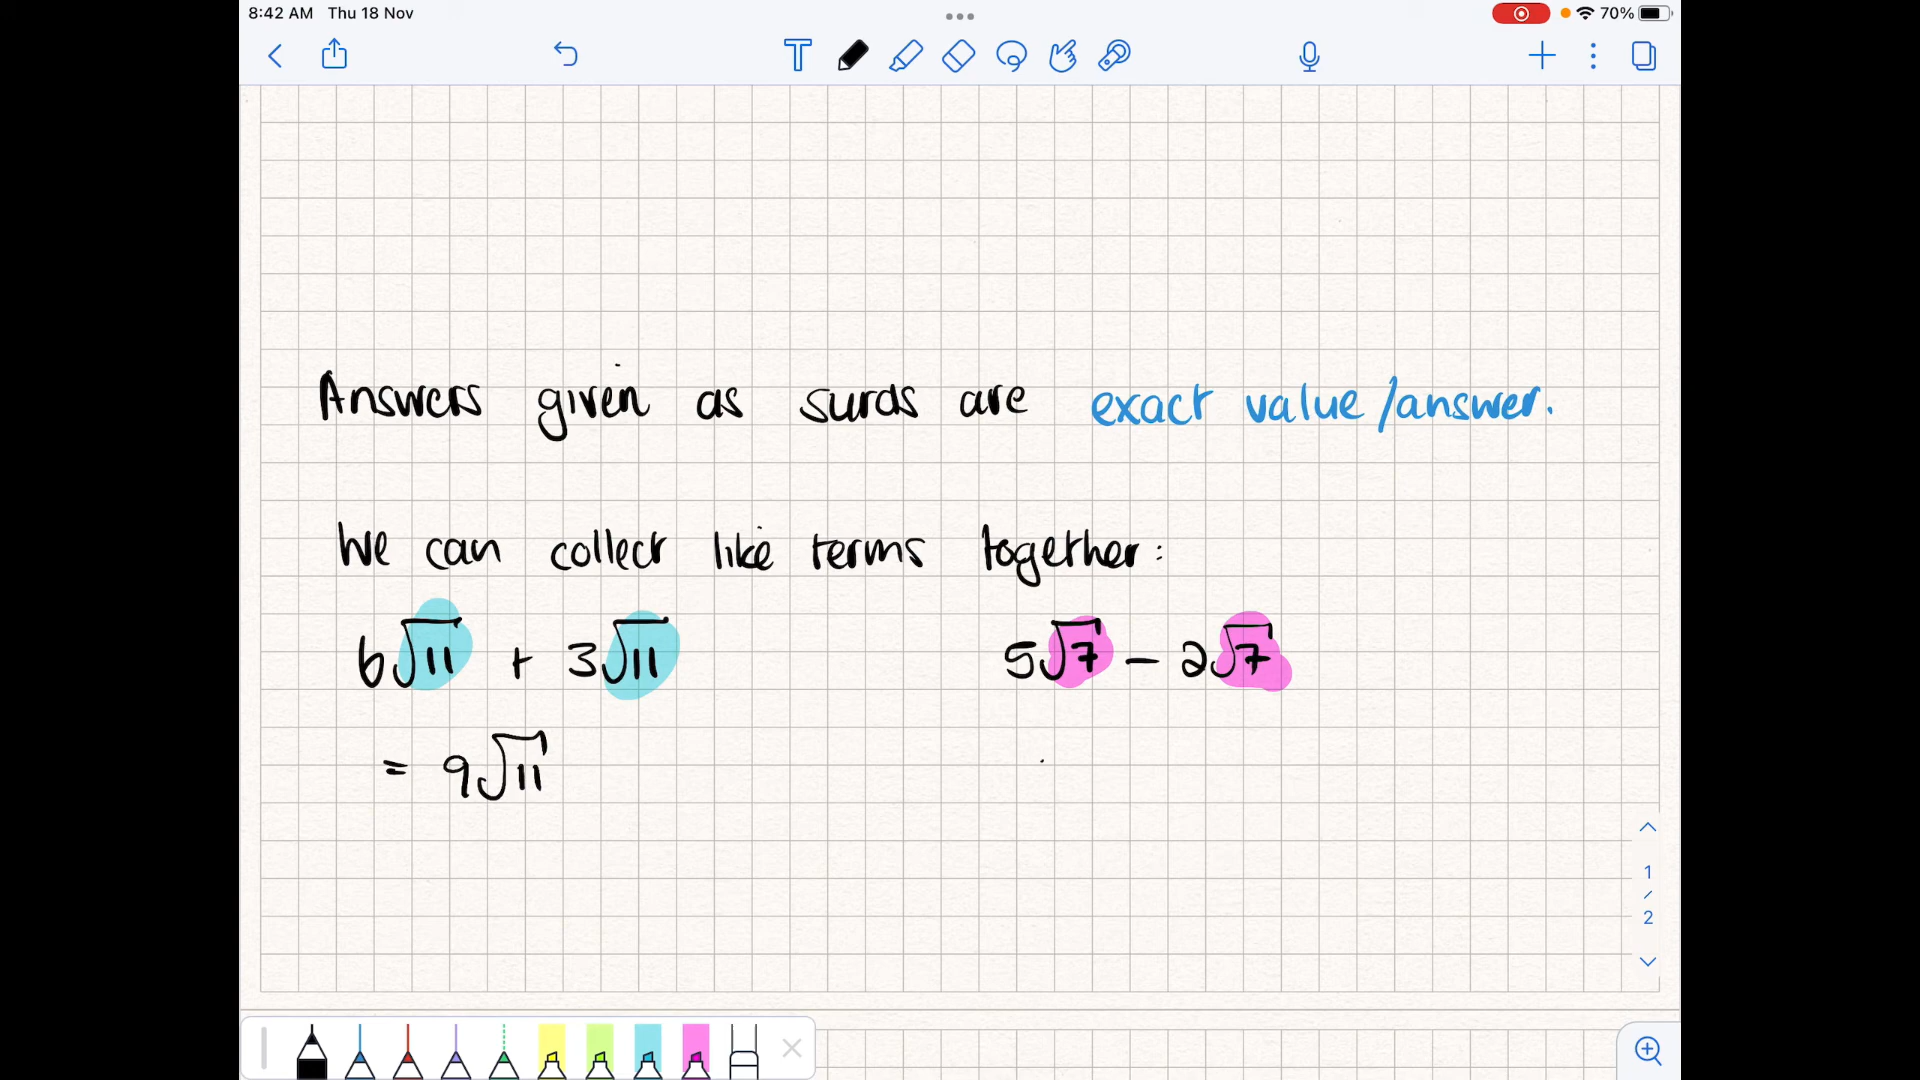 8:42 AM Thu 18 Nov
70%
Answers given as surds are exact value/answer.
We can collect like terms together:
6√11 + 3√11
5√7 – 2√7
= 9√11
1
/
2